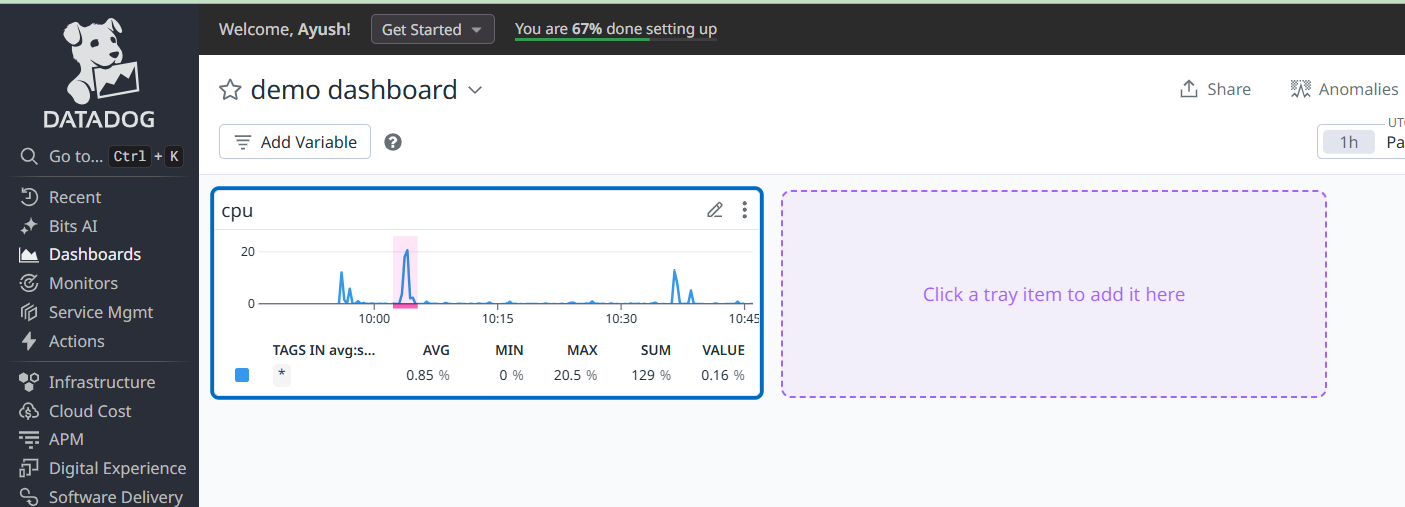 Welcome, Ayush!
Get Started
You are 67% done setting up
DATADOG
Go to... Ctrl + K
Recent
Bits AI
Dashboards
Monitors
Service Mgmt
Actions
Infrastructure
Cloud Cost
APM
Digital Experience
Software Delivery
demo dashboard
Share
Anomalies
Add Variable
?
UTC
1h Pa
cpu
20
0
10:00 10:15 10:30 10:45
TAGS IN avg:s... AVG MIN MAX SUM VALUE
* 0.85 % 0 % 20.5 % 129 % 0.16 %
Click a tray item to add it here